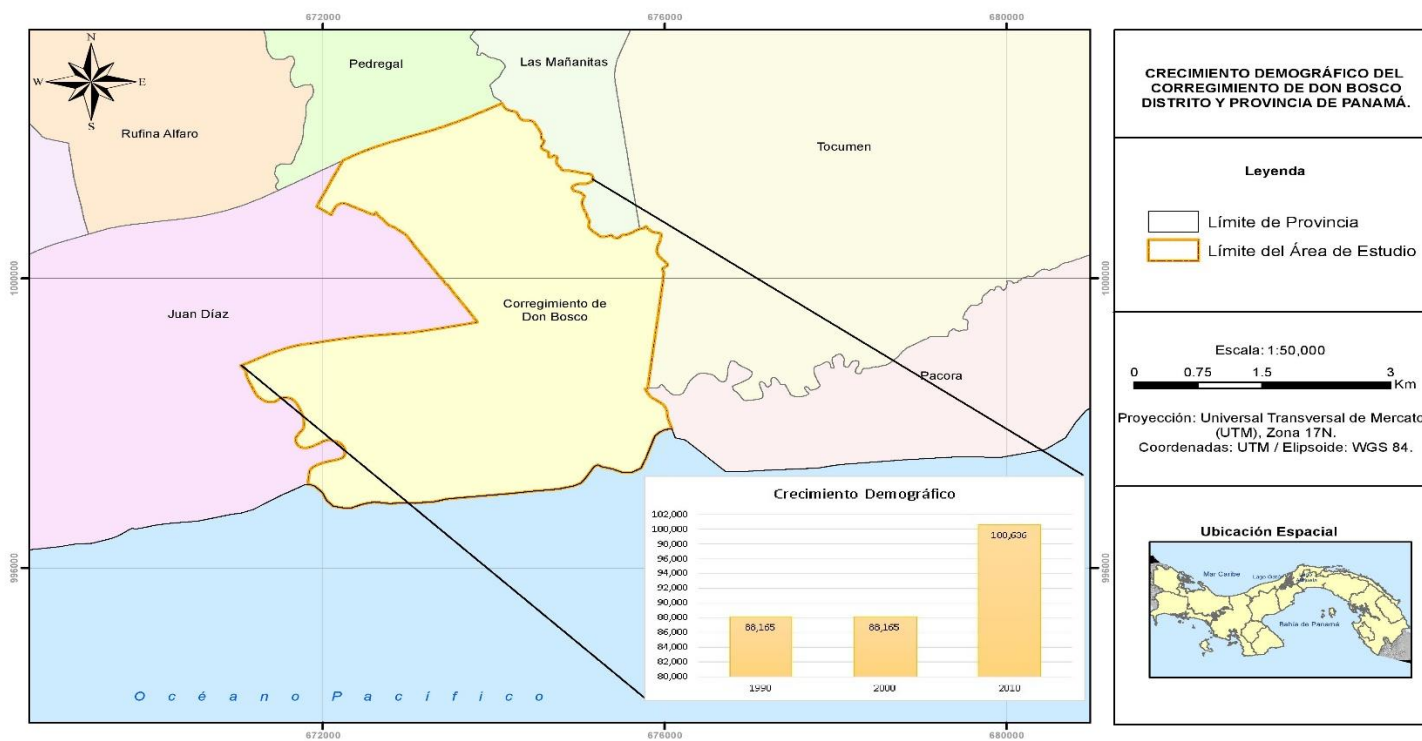 672000
676000
680000
N
W
E
S
Pedregal
Las Mañanitas
Rufina Alfaro
Tocumen
1000000
1000000
Juan Díaz
Corregimiento de
Don Bosco
Pacora
996000
996000
Océano Pacífico
672000
676000
680000
Crecimiento Demográfico
102,000
100,000
98,000
96,000
94,000
92,000
90,000
88,000
86,000
84,000
82,000
80,000
88,165
88,165
100,636
1990
2000
2010
CRECIMIENTO DEMOGRÁFICO DEL
CORREGIMIENTO DE DON BOSCO
DISTRITO Y PROVINCIA DE PANAMÁ.
Leyenda
Límite de Provincia
Límite del Área de Estudio
Escala: 1:50,000
0 0.75 1.5 3
Km
Proyección: Universal Transversal de Mercato
(UTM), Zona 17N.
Coordenadas: UTM / Elipsoide: WGS 84.
Ubicación Espacial
Mar Caribe
Bahía de Panamá